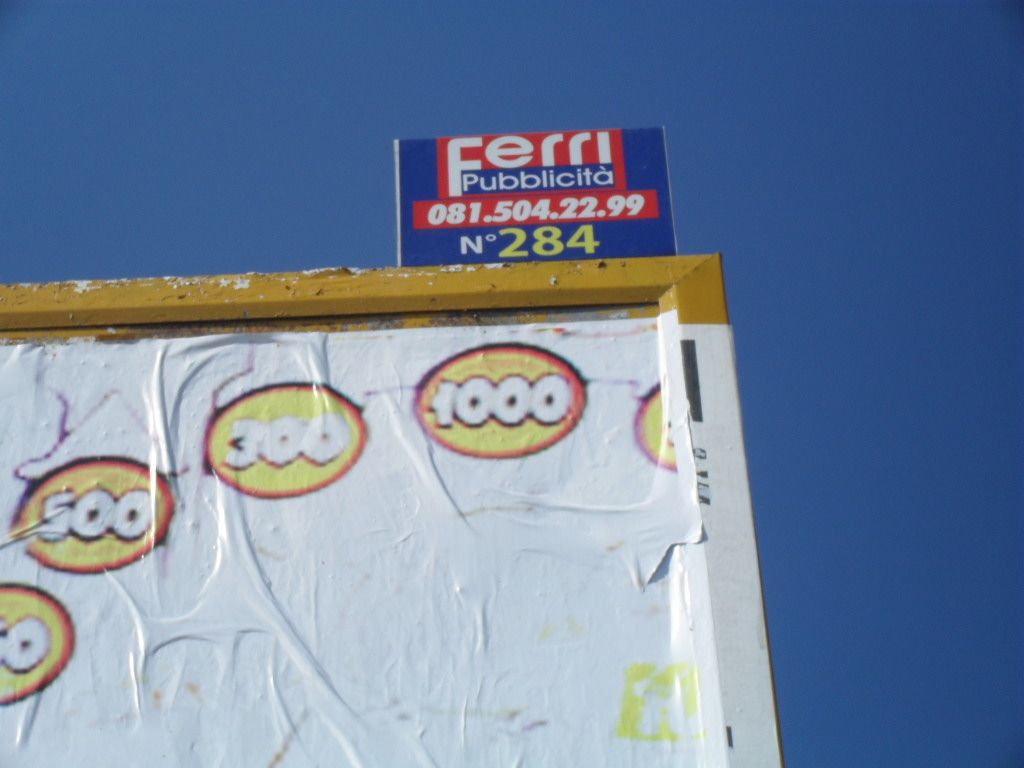 Ferri
Pubblicità
081.504.22.99
N° 284
1000
300
500